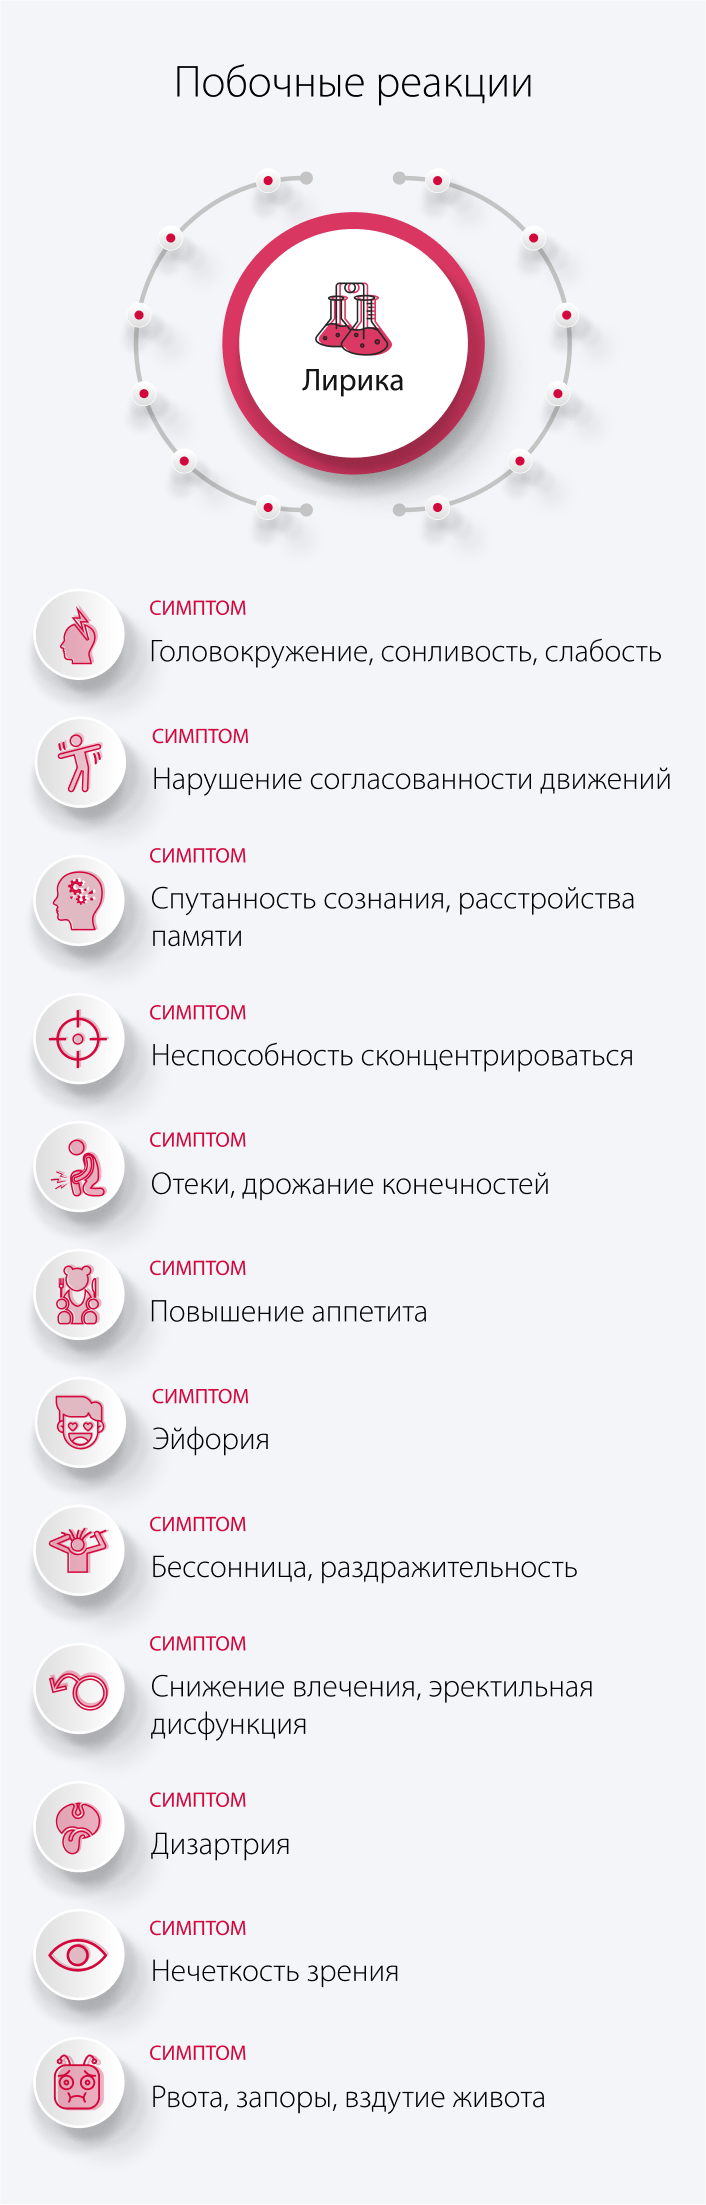 Побочные реакции
Лирика
СИМПТОМ
Головокружение, сонливость, слабость
СИМПТОМ
Нарушение согласованности движений
СИМПТОМ
Спутанность сознания, расстройства
памяти
СИМПТОМ
Неспособность сконцентрироваться
СИМПТОМ
Отеки, дрожание конечностей
СИМПТОМ
Повышение аппетита
СИМПТОМ
Эйфория
СИМПТОМ
Бессонница, раздражительность
СИМПТОМ
Снижение влечения, эректильная
дисфункция
СИМПТОМ
Дизартрия
СИМПТОМ
Нечеткость зрения
СИМПТОМ
Рвота, запоры, вздутие живота